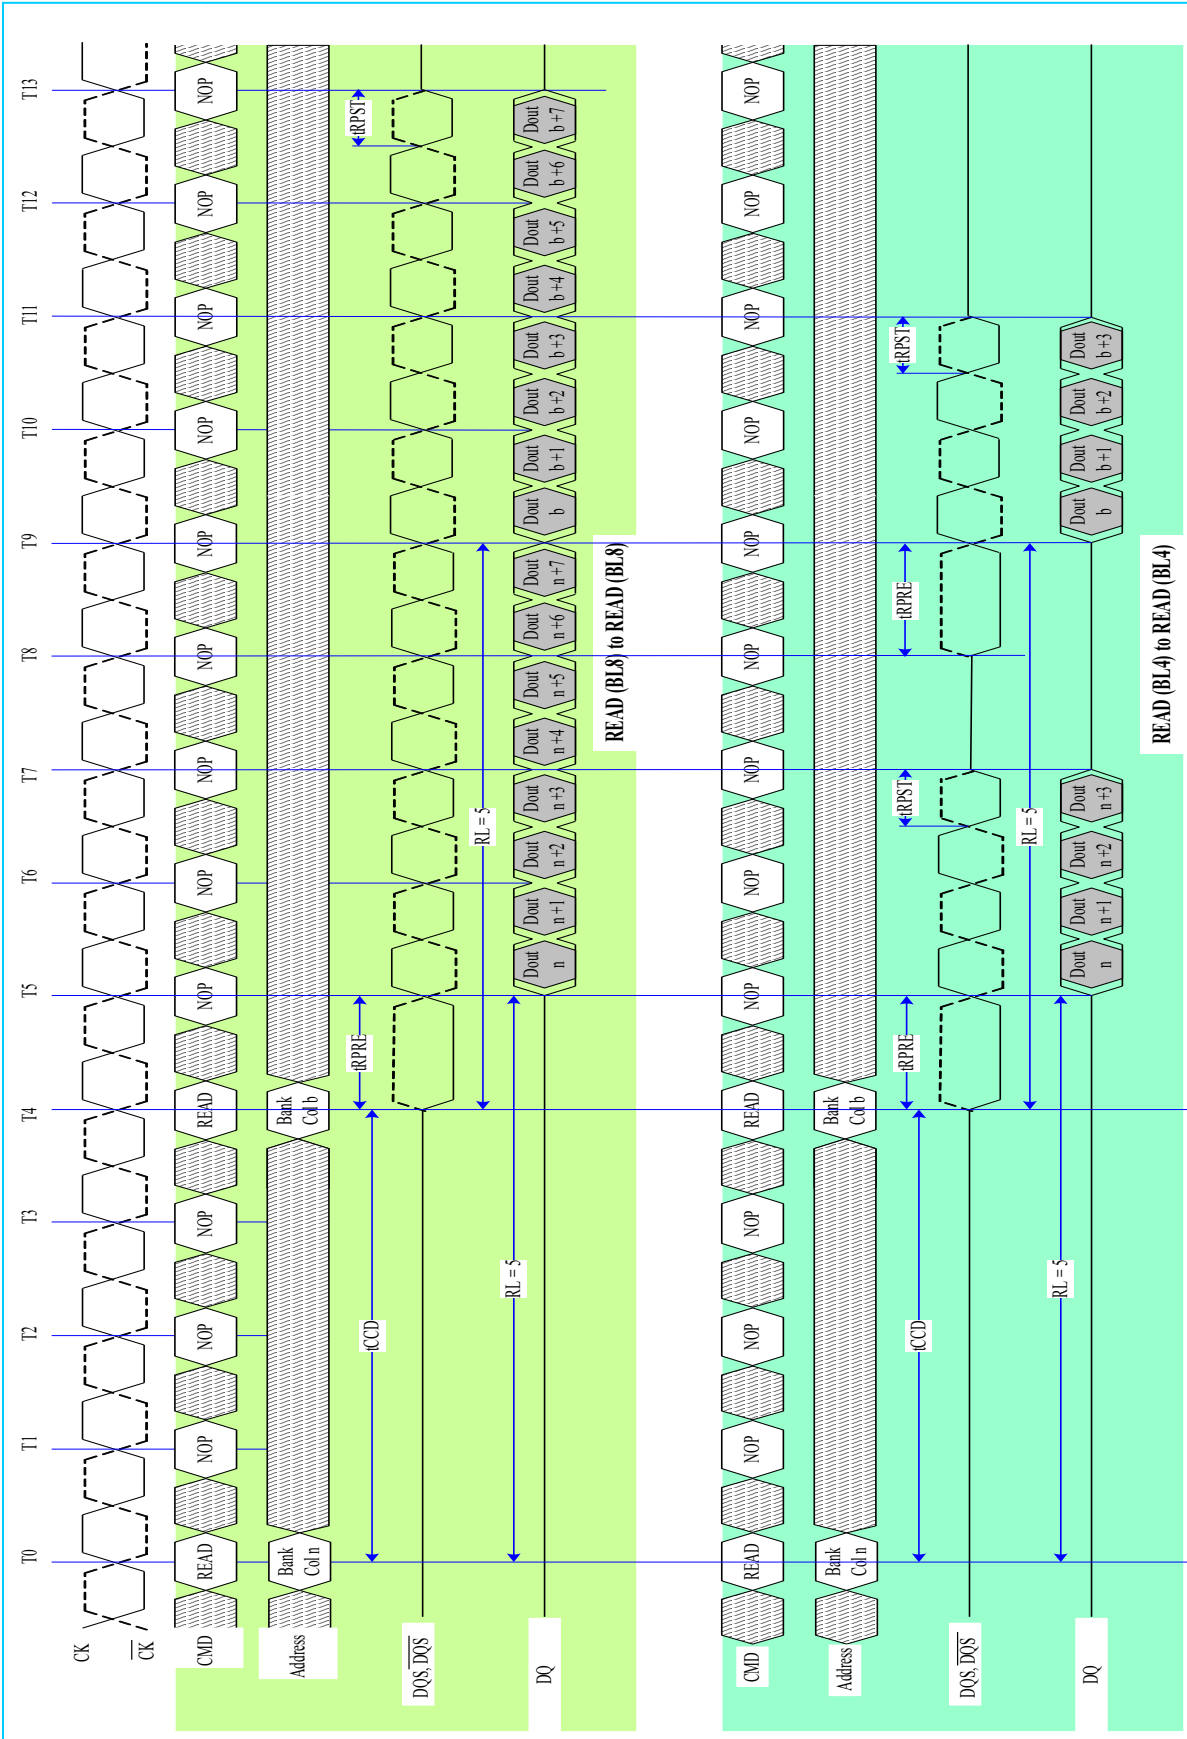 T0 T1 T2 T3 T4 T5 T6 T7 T8 T9 T10 T11 T12 T13
CK
CK
CMD READ NOP NOP NOP READ NOP NOP NOP NOP NOP NOP NOP NOP NOP
Address Bank Col n Bank Col b
tCCD tRPRE tRPST
DQS, DQS
RL = 5
RL = 5
DQ Dout n Dout n+1 Dout n+2 Dout n+3 Dout n+4 Dout n+5 Dout n+6 Dout n+7 Dout b Dout b+1 Dout b+2 Dout b+3 Dout b+4 Dout b+5 Dout b+6 Dout b+7
READ (BL8) to READ (BL8)
CMD READ NOP NOP NOP READ NOP NOP NOP NOP NOP NOP NOP NOP NOP
Address Bank Col n Bank Col b
tCCD tRPRE tRPST tRPRE tRPST
DQS, DQS
RL = 5
RL = 5
DQ Dout n Dout n+1 Dout n+2 Dout n+3 Dout b Dout b+1 Dout b+2 Dout b+3
READ (BL4) to READ (BL4)